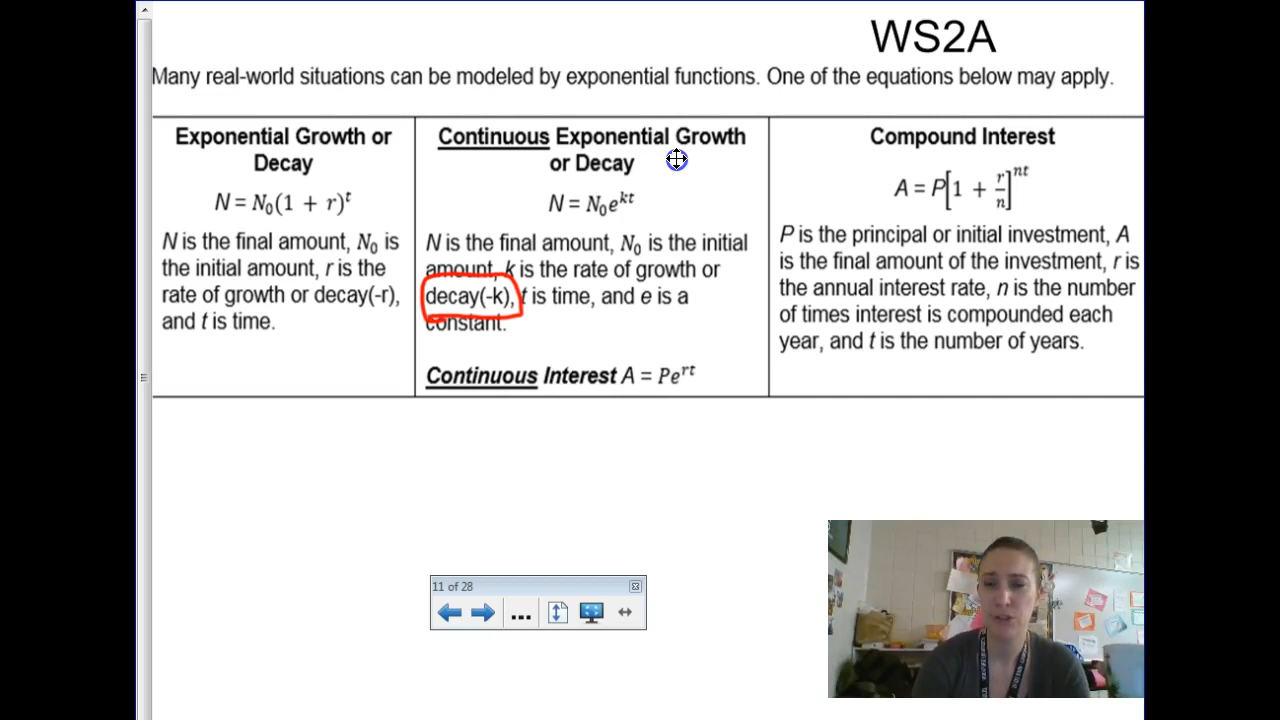 WS2A
Many real-world situations can be modeled by exponential functions. One of the equations below may apply.
Exponential Growth or
Decay
N = N₀(1 + r)ᵗ
N is the final amount, N₀ is
the initial amount, r is the
rate of growth or decay(-r),
and t is time.
Continuous Exponential Growth
or Decay
N = N₀eᵏᵗ
N is the final amount, N₀ is the initial
amount, k is the rate of growth or
decay(-k), t is time, and e is a
constant.
Continuous Interest A = Peʳᵗ
Compound Interest
A = P[1 + r/n]ⁿᵗ
P is the principal or initial investment, A
is the final amount of the investment, r is
the annual interest rate, n is the number
of times interest is compounded each
year, and t is the number of years.
11 of 28